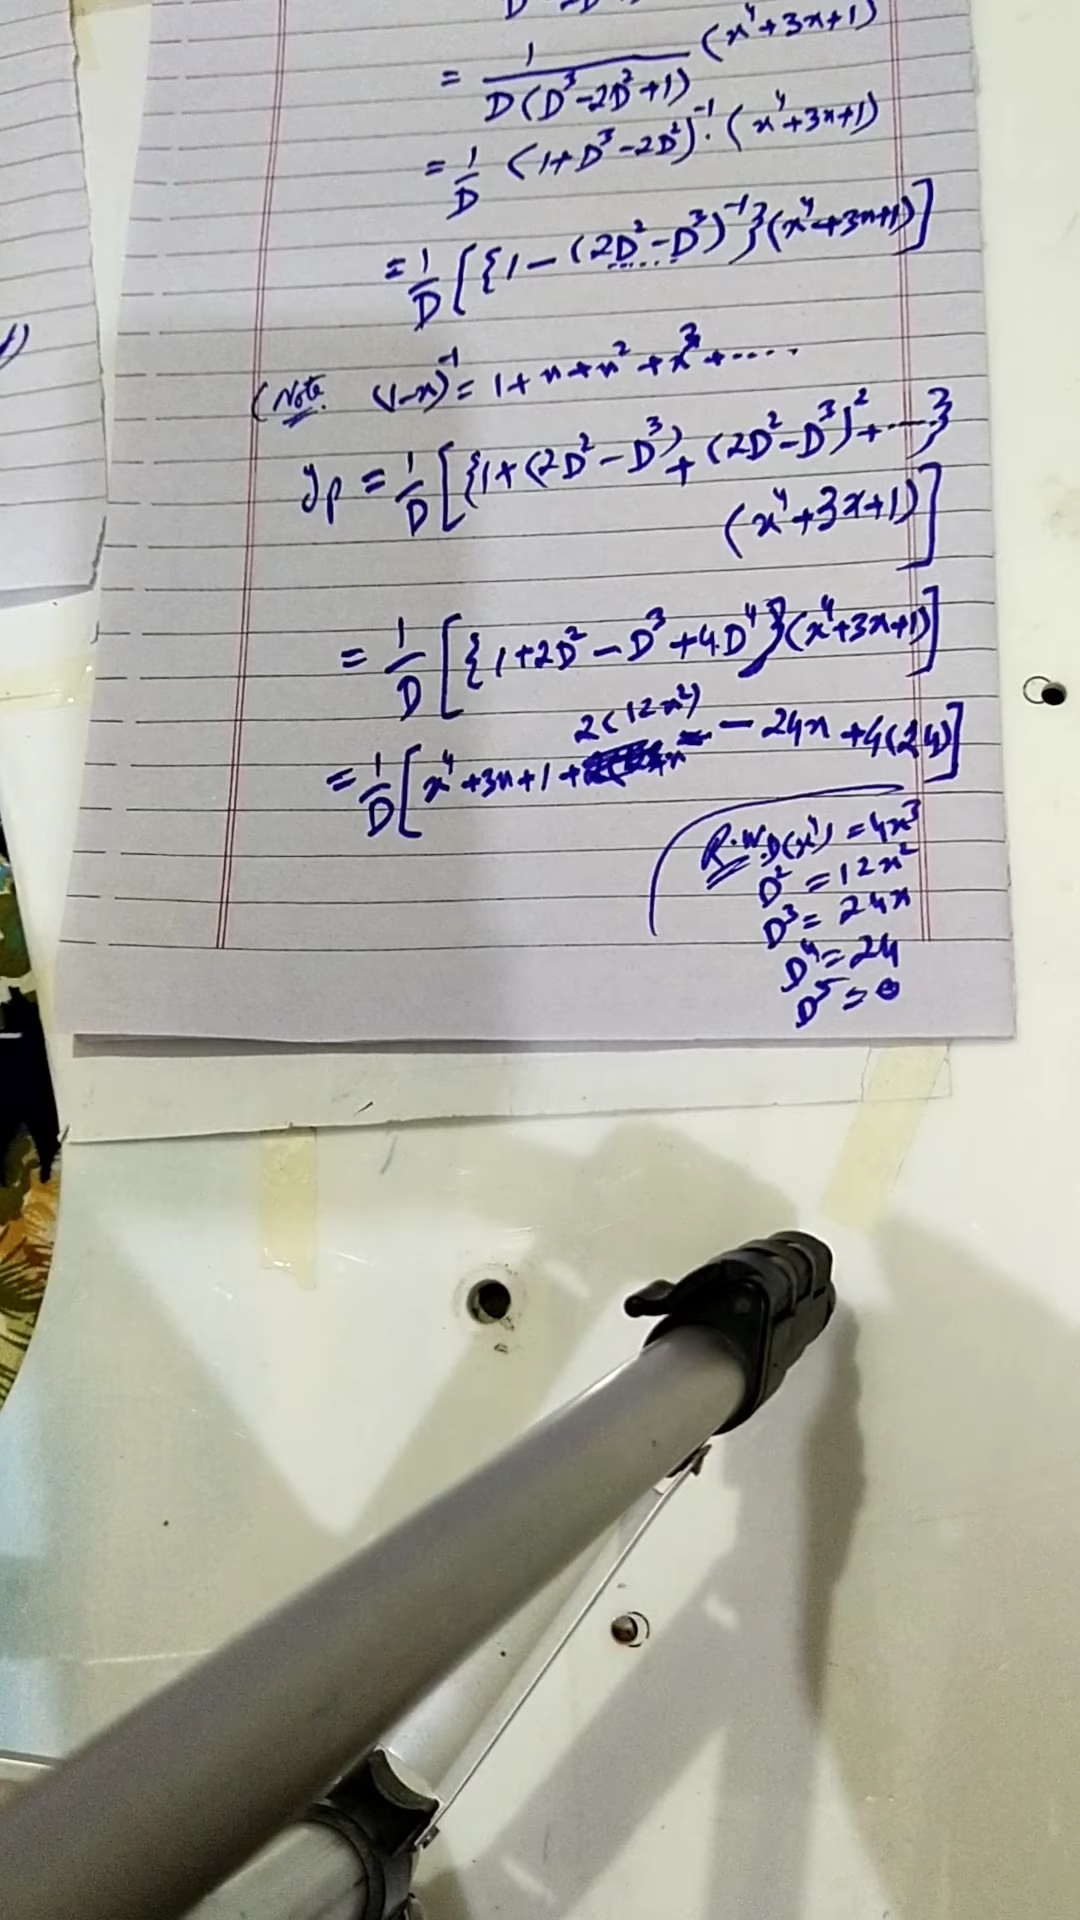 = 1/(D(D³-2D²+1)) (x⁴+3x+1)
= 1/D (1+D³-2D²)⁻¹. (x⁴+3x+1)
= 1/D [{1-(2D²-D³)⁻¹}(x⁴+3x+1)]
(Note. (1-x)⁻¹ = 1+x+x²+x³+....
yp = 1/D [{1+(2D²-D³)+(2D²-D³)²+....}
(x⁴+3x+1)]
= 1/D [{1+2D²-D³+4D⁴}(x⁴+3x+1)]
= 1/D [x⁴+3x+1+2(12x²)-24x+4(24)]
R.W. D(x⁴) = 4x³
D² = 12x²
D³ = 24x
D⁴ = 24
D⁵ = 0